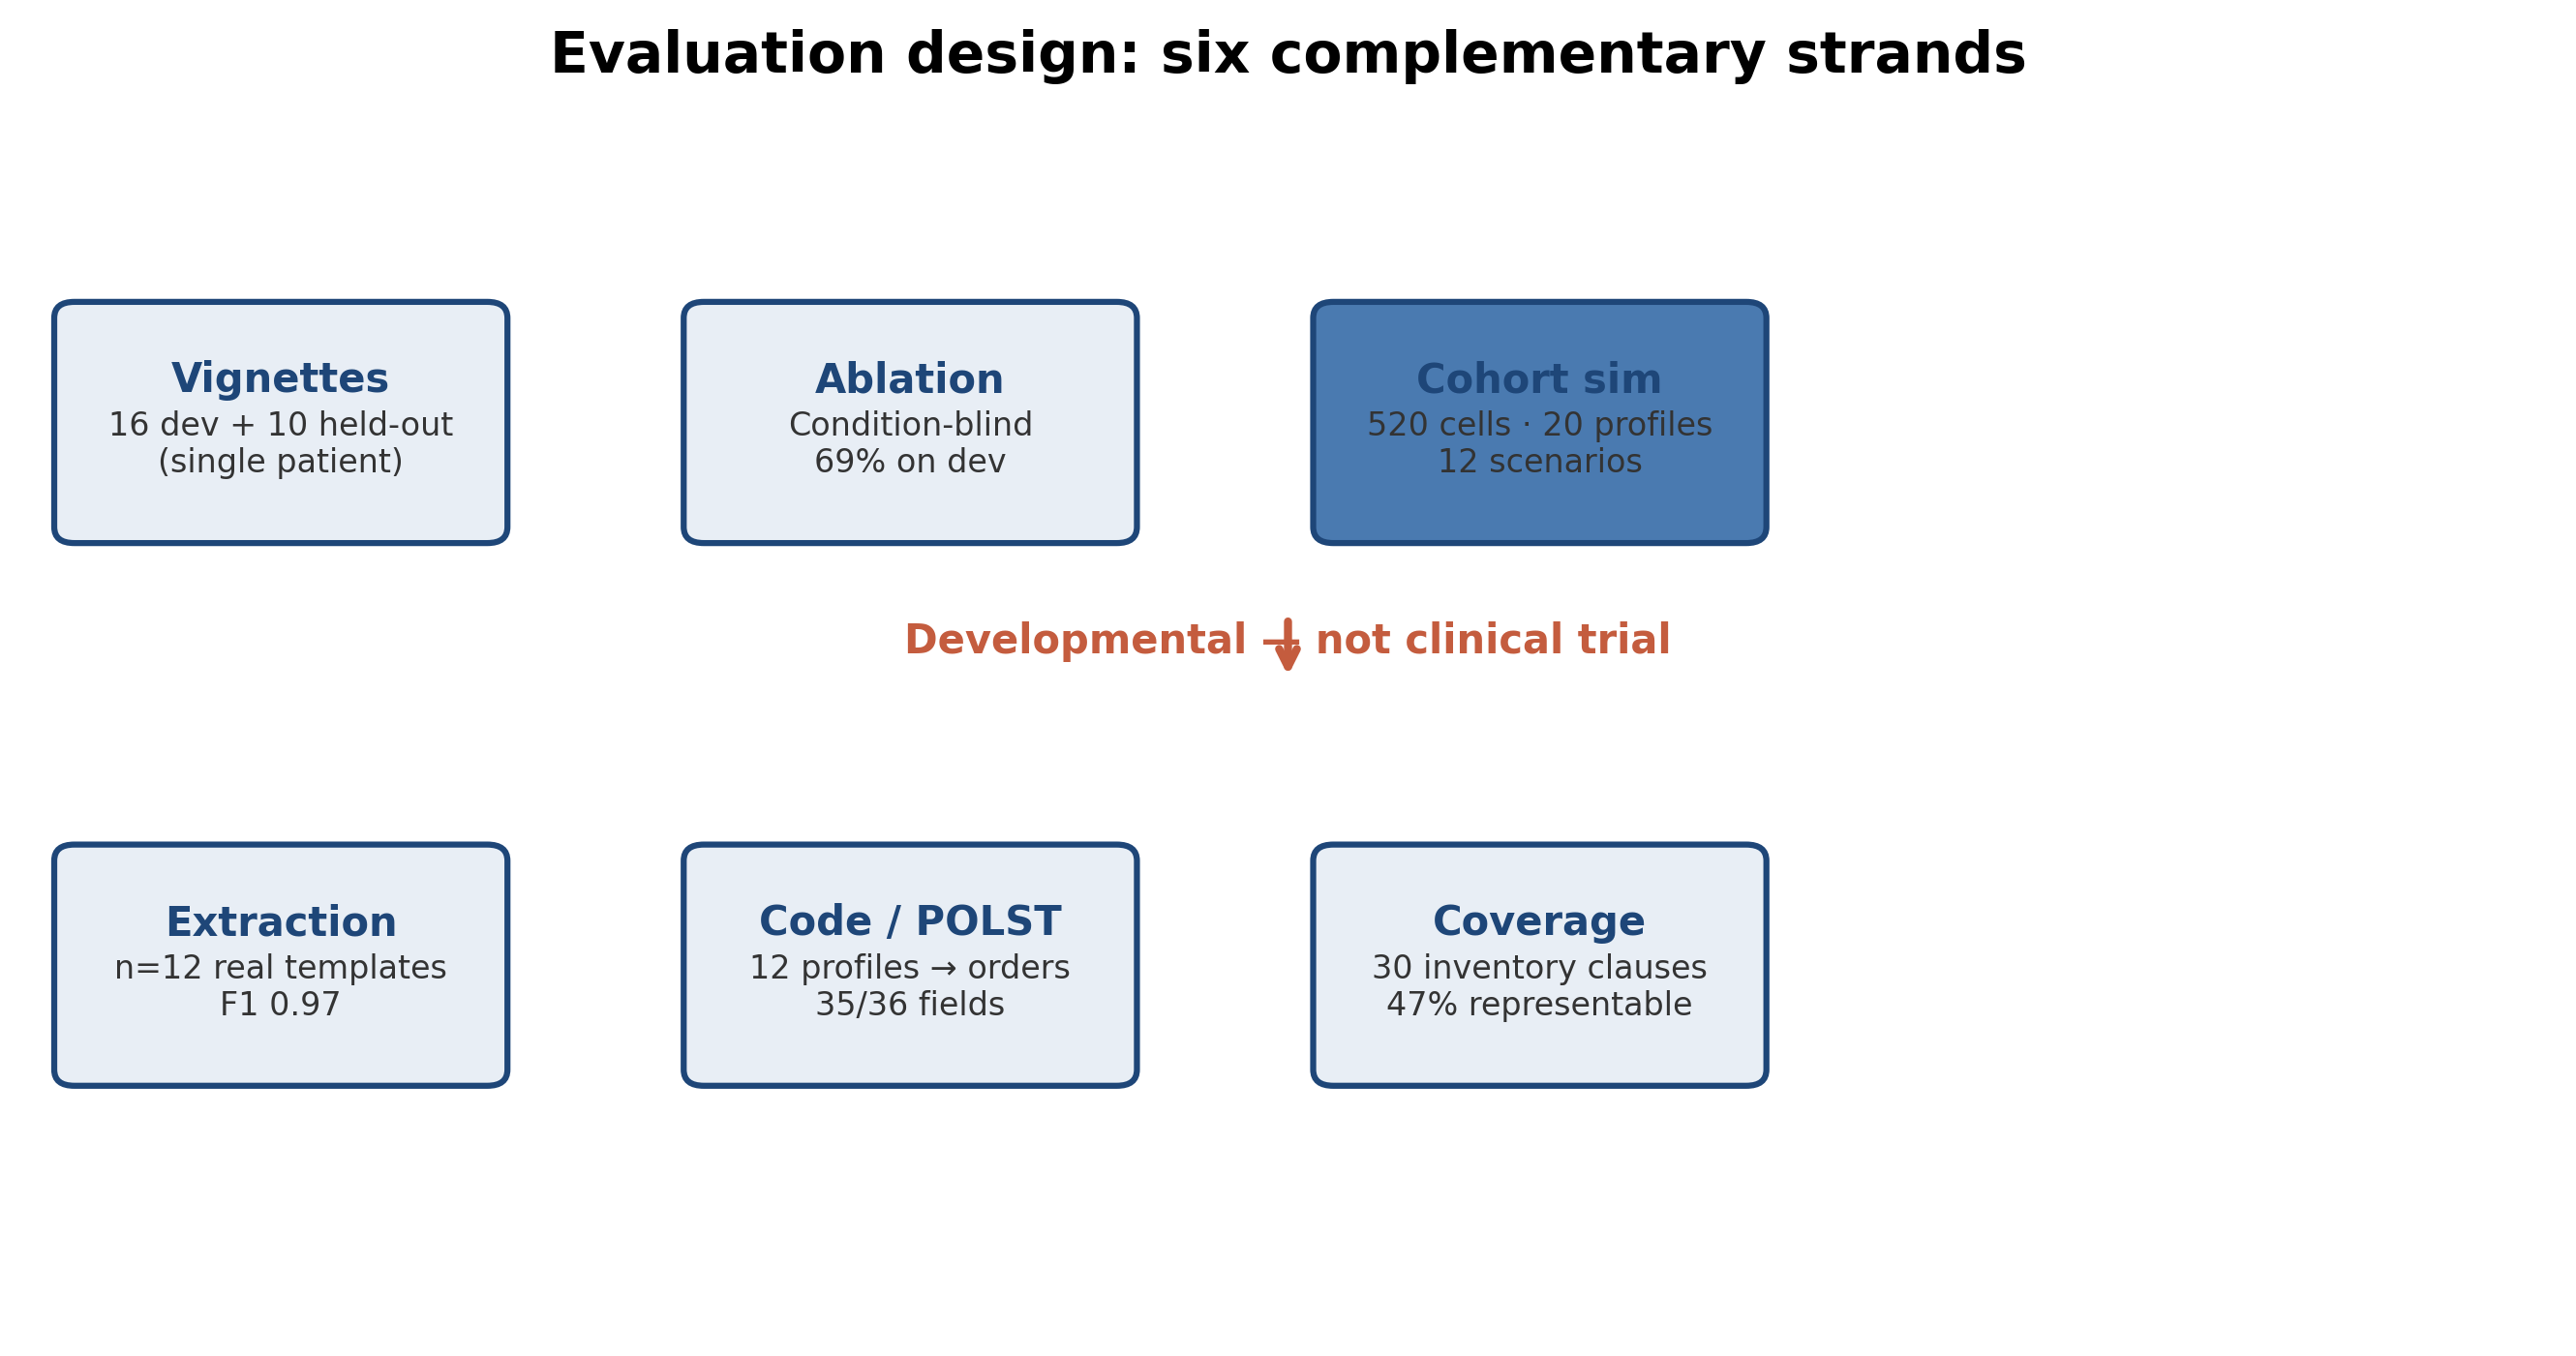 Evaluation design: six complementary strands
Vignettes
16 dev + 10 held-out
(single patient)
Ablation
Condition-blind
69% on dev
Cohort sim
520 cells · 20 profiles
12 scenarios
Developmental — not clinical trial
Extraction
n=12 real templates
F1 0.97
Code / POLST
12 profiles → orders
35/36 fields
Coverage
30 inventory clauses
47% representable